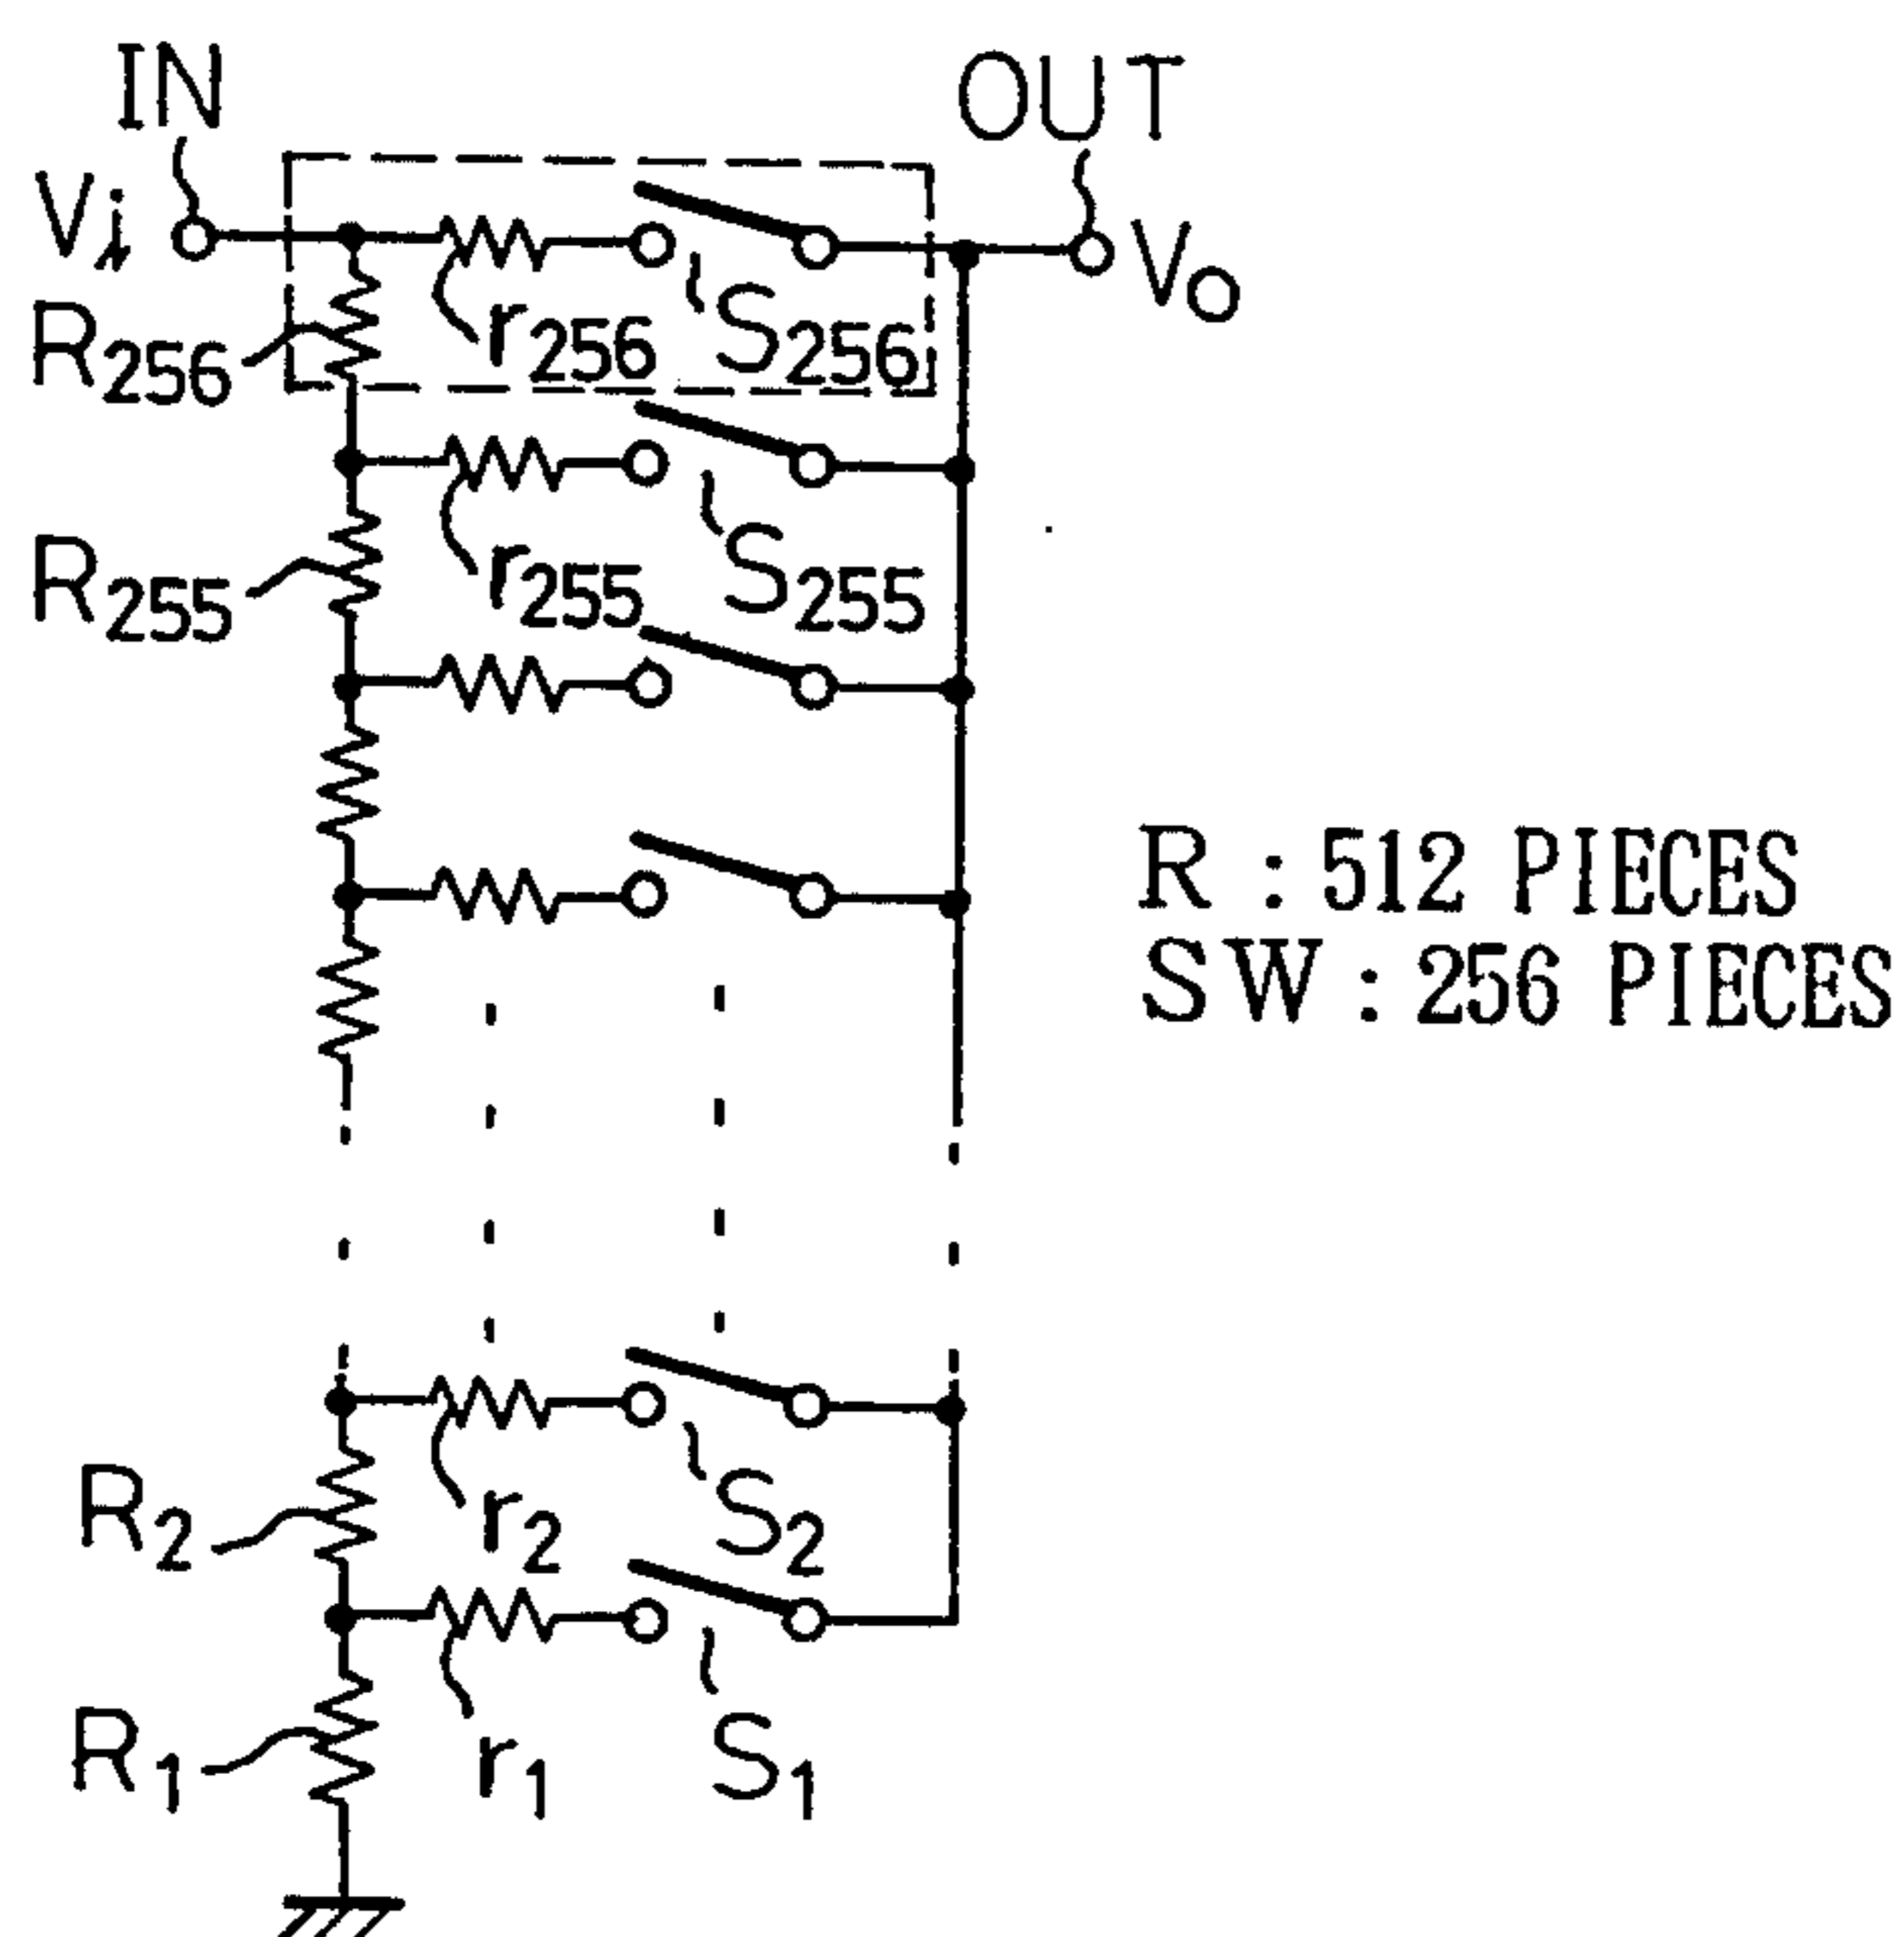 IN
OUT
Vi
VO
R256
r256
S256
R255
r255
S255
R : 512 PIECES
SW : 256 PIECES
R2
r2
S2
R1
r1
S1